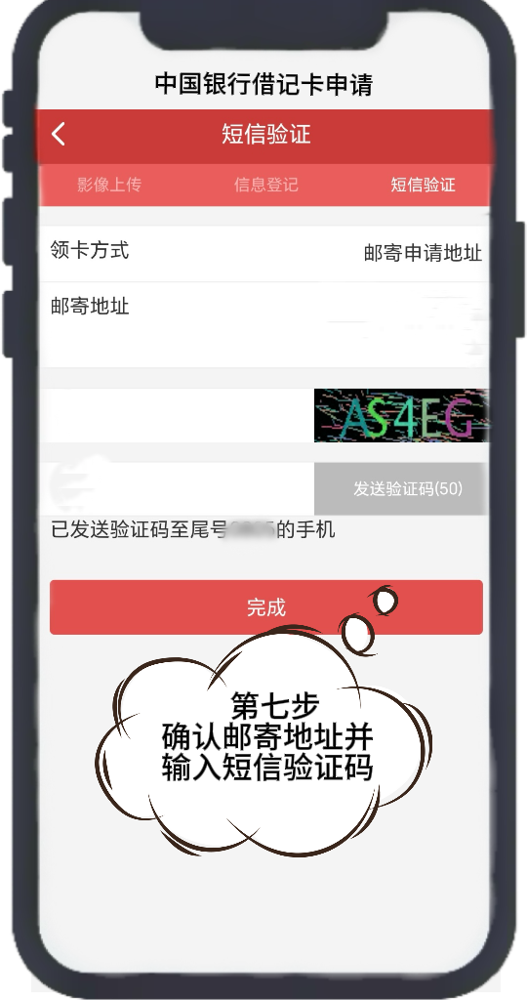 中国银行借记卡申请
短信验证
影像上传 信息登记 短信验证
领卡方式 邮寄申请地址
邮寄地址
AS4EG
发送验证码(50)
已发送验证码至尾号 的手机
完成
第七步
确认邮寄地址并
输入短信验证码